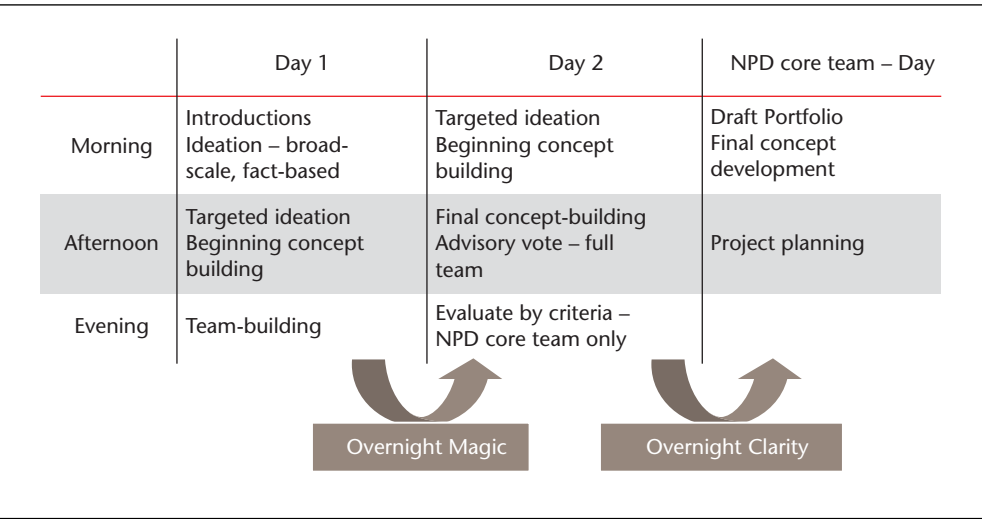 Day 1
Day 2
NPD core team – Day
Morning
Introductions
Ideation – broad-
scale, fact-based
Targeted ideation
Beginning concept
building
Draft Portfolio
Final concept
development
Afternoon
Targeted ideation
Beginning concept
building
Final concept-building
Advisory vote – full
team
Project planning
Evening
Team-building
Evaluate by criteria –
NPD core team only
Overnight Magic
Overnight Clarity